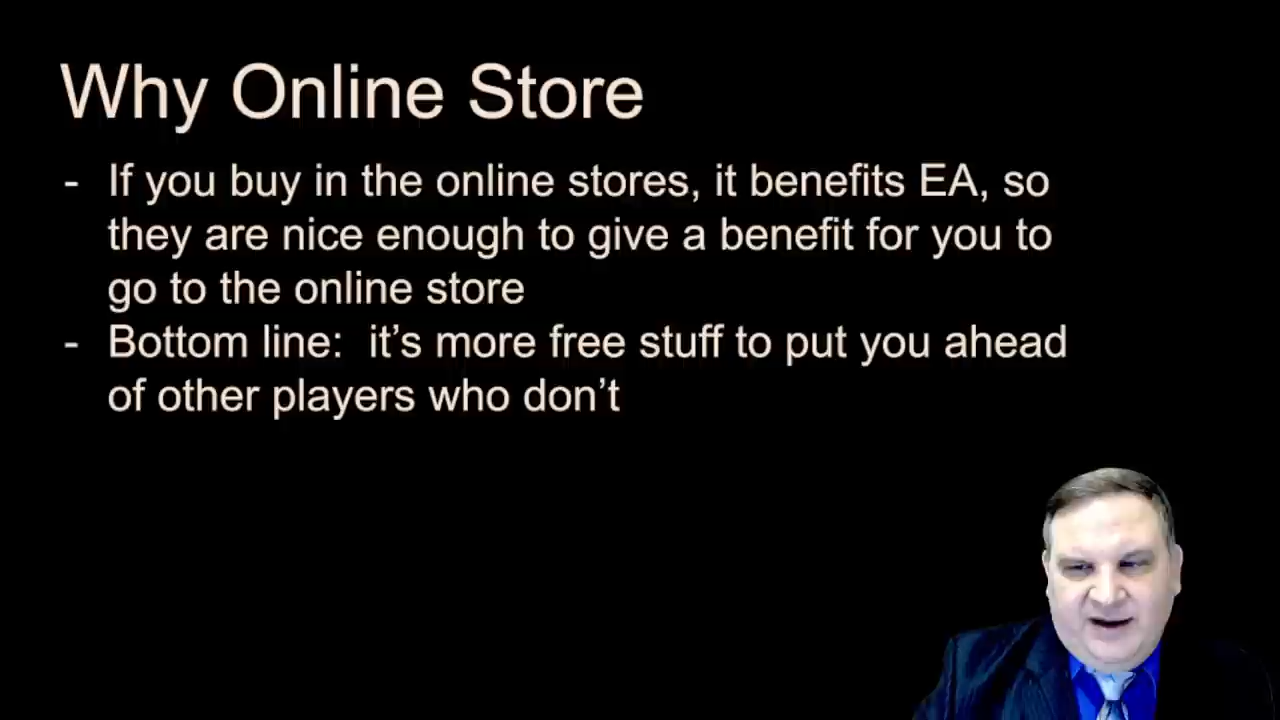 Why Online Store
- If you buy in the online stores, it benefits EA, so
they are nice enough to give a benefit for you to
go to the online store
- Bottom line:  it’s more free stuff to put you ahead
of other players who don’t